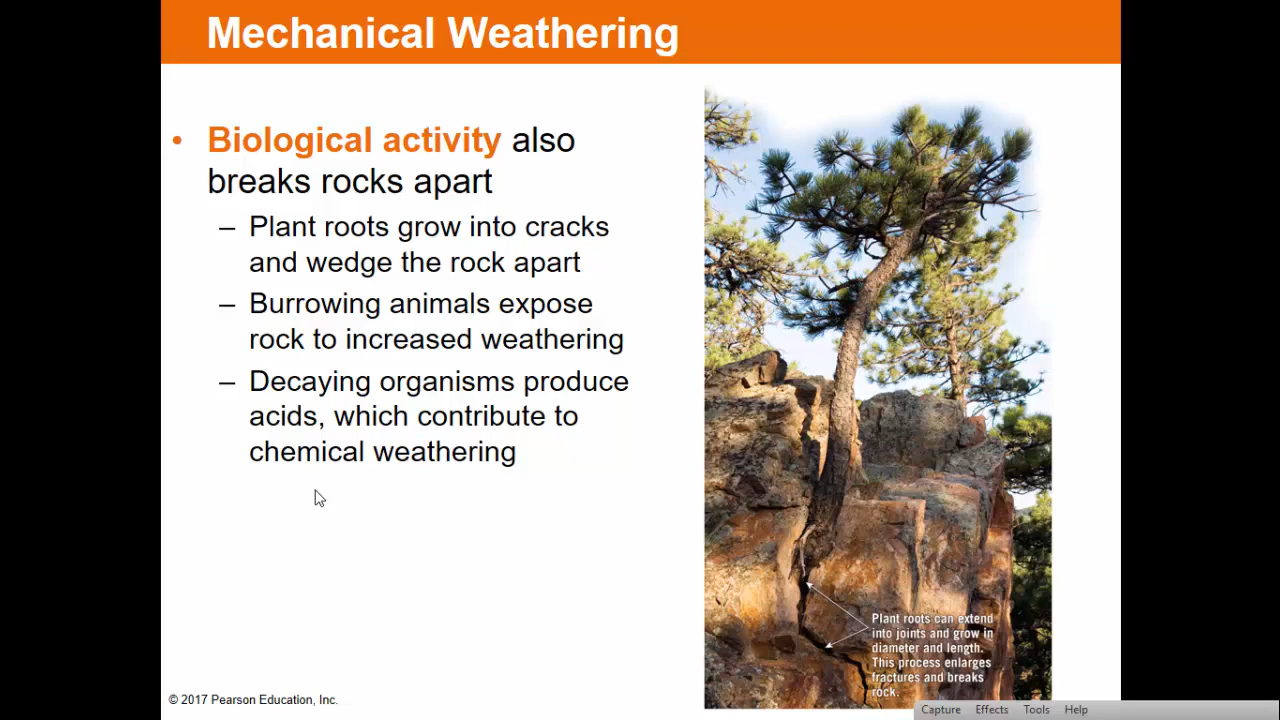 Mechanical Weathering
• Biological activity also
breaks rocks apart
– Plant roots grow into cracks
and wedge the rock apart
– Burrowing animals expose
rock to increased weathering
– Decaying organisms produce
acids, which contribute to
chemical weathering
Plant roots can extend
into joints and grow in
diameter and length.
This process enlarges
fractures and breaks
rock.
© 2017 Pearson Education, Inc.
Capture Effects Tools Help